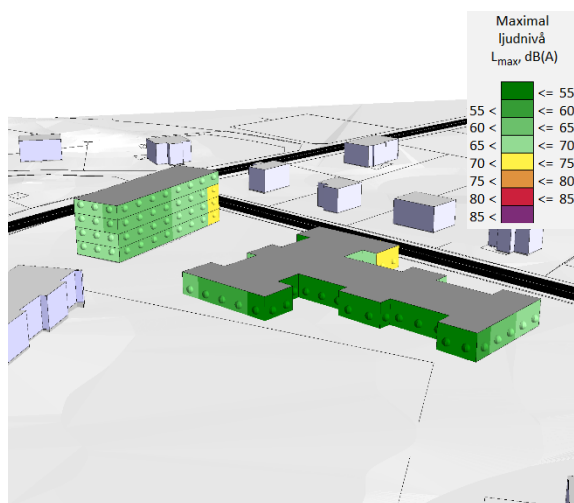 Maximal
ljudnivå
Lmax, dB(A)
<= 55
55 < <= 60
60 < <= 65
65 < <= 70
70 < <= 75
75 < <= 80
80 < <= 85
85 <